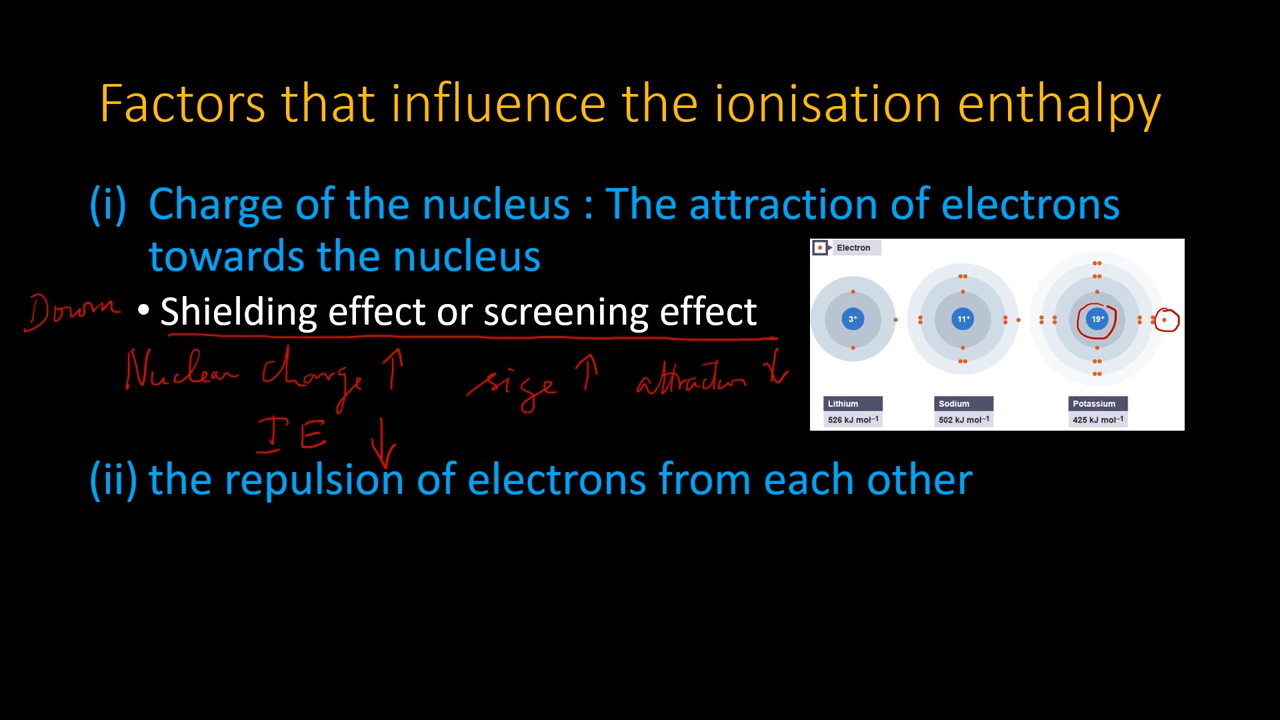 Factors that influence the ionisation enthalpy
(i) Charge of the nucleus : The attraction of electrons
towards the nucleus
Electron
Down • Shielding effect or screening effect
Nuclear charge ↑ size ↑ attraction ↓
IE ↓
3+ 11+ 19+
Lithium Sodium Potassium
526 kJ mol⁻¹ 502 kJ mol⁻¹ 425 kJ mol⁻¹
(ii) the repulsion of electrons from each other